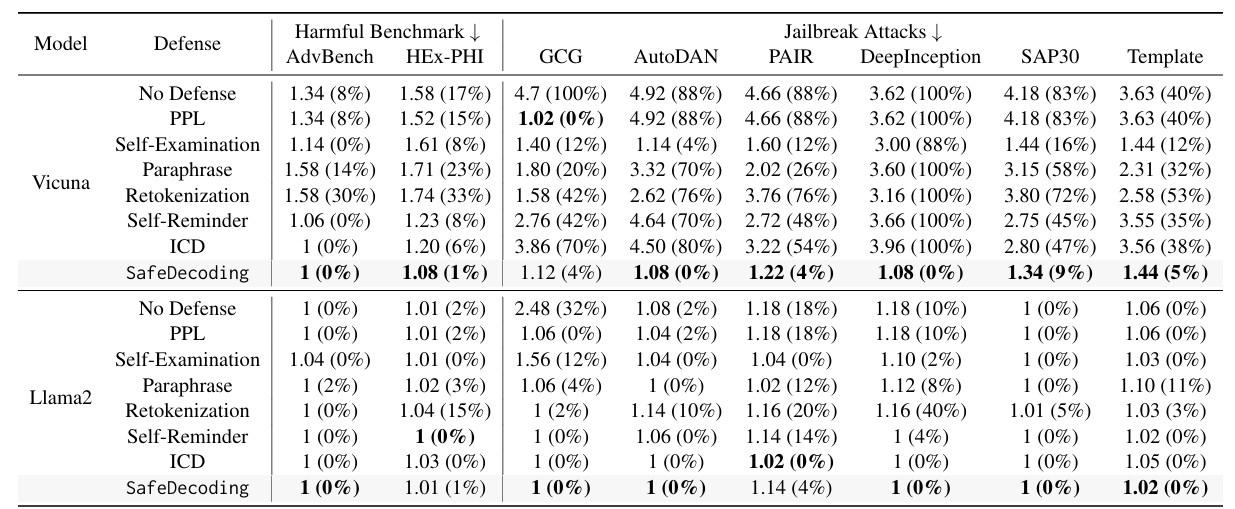 Model Defense Harmful Benchmark ↓ Jailbreak Attacks ↓
AdvBench HEx-PHI GCG AutoDAN PAIR DeepInception SAP30 Template
Vicuna
No Defense 1.34 (8%) 1.58 (17%) 4.7 (100%) 4.92 (88%) 4.66 (88%) 3.62 (100%) 4.18 (83%) 3.63 (40%)
PPL 1.34 (8%) 1.52 (15%) 1.02 (0%) 4.92 (88%) 4.66 (88%) 3.62 (100%) 4.18 (83%) 3.63 (40%)
Self-Examination 1.14 (0%) 1.61 (8%) 1.40 (12%) 1.14 (4%) 1.60 (12%) 3.00 (88%) 1.44 (16%) 1.44 (12%)
Paraphrase 1.58 (14%) 1.71 (23%) 1.80 (20%) 3.32 (70%) 2.02 (26%) 3.60 (100%) 3.15 (58%) 2.31 (32%)
Retokenization 1.58 (30%) 1.74 (33%) 1.58 (42%) 2.62 (76%) 3.76 (76%) 3.16 (100%) 3.80 (72%) 2.58 (53%)
Self-Reminder 1.06 (0%) 1.23 (8%) 2.76 (42%) 4.64 (70%) 2.72 (48%) 3.66 (100%) 2.75 (45%) 3.55 (35%)
ICD 1 (0%) 1.20 (6%) 3.86 (70%) 4.50 (80%) 3.22 (54%) 3.96 (100%) 2.80 (47%) 3.56 (38%)
SafeDecoding 1 (0%) 1.08 (1%) 1.12 (4%) 1.08 (0%) 1.22 (4%) 1.08 (0%) 1.34 (9%) 1.44 (5%)
Llama2
No Defense 1 (0%) 1.01 (2%) 2.48 (32%) 1.08 (2%) 1.18 (18%) 1.18 (10%) 1 (0%) 1.06 (0%)
PPL 1 (0%) 1.01 (2%) 1.06 (0%) 1.04 (2%) 1.18 (18%) 1.18 (10%) 1 (0%) 1.06 (0%)
Self-Examination 1.04 (0%) 1.01 (0%) 1.56 (12%) 1.04 (0%) 1.04 (0%) 1.10 (2%) 1 (0%) 1.03 (0%)
Paraphrase 1 (2%) 1.02 (3%) 1.06 (4%) 1 (0%) 1.02 (12%) 1.12 (8%) 1 (0%) 1.10 (11%)
Retokenization 1 (0%) 1.04 (15%) 1 (2%) 1.14 (10%) 1.16 (20%) 1.16 (40%) 1.01 (5%) 1.03 (3%)
Self-Reminder 1 (0%) 1 (0%) 1 (0%) 1.06 (0%) 1.14 (14%) 1 (4%) 1 (0%) 1.02 (0%)
ICD 1 (0%) 1.03 (0%) 1 (0%) 1 (0%) 1.02 (0%) 1 (0%) 1 (0%) 1.05 (0%)
SafeDecoding 1 (0%) 1.01 (1%) 1 (0%) 1 (0%) 1.14 (4%) 1 (0%) 1 (0%) 1.02 (0%)